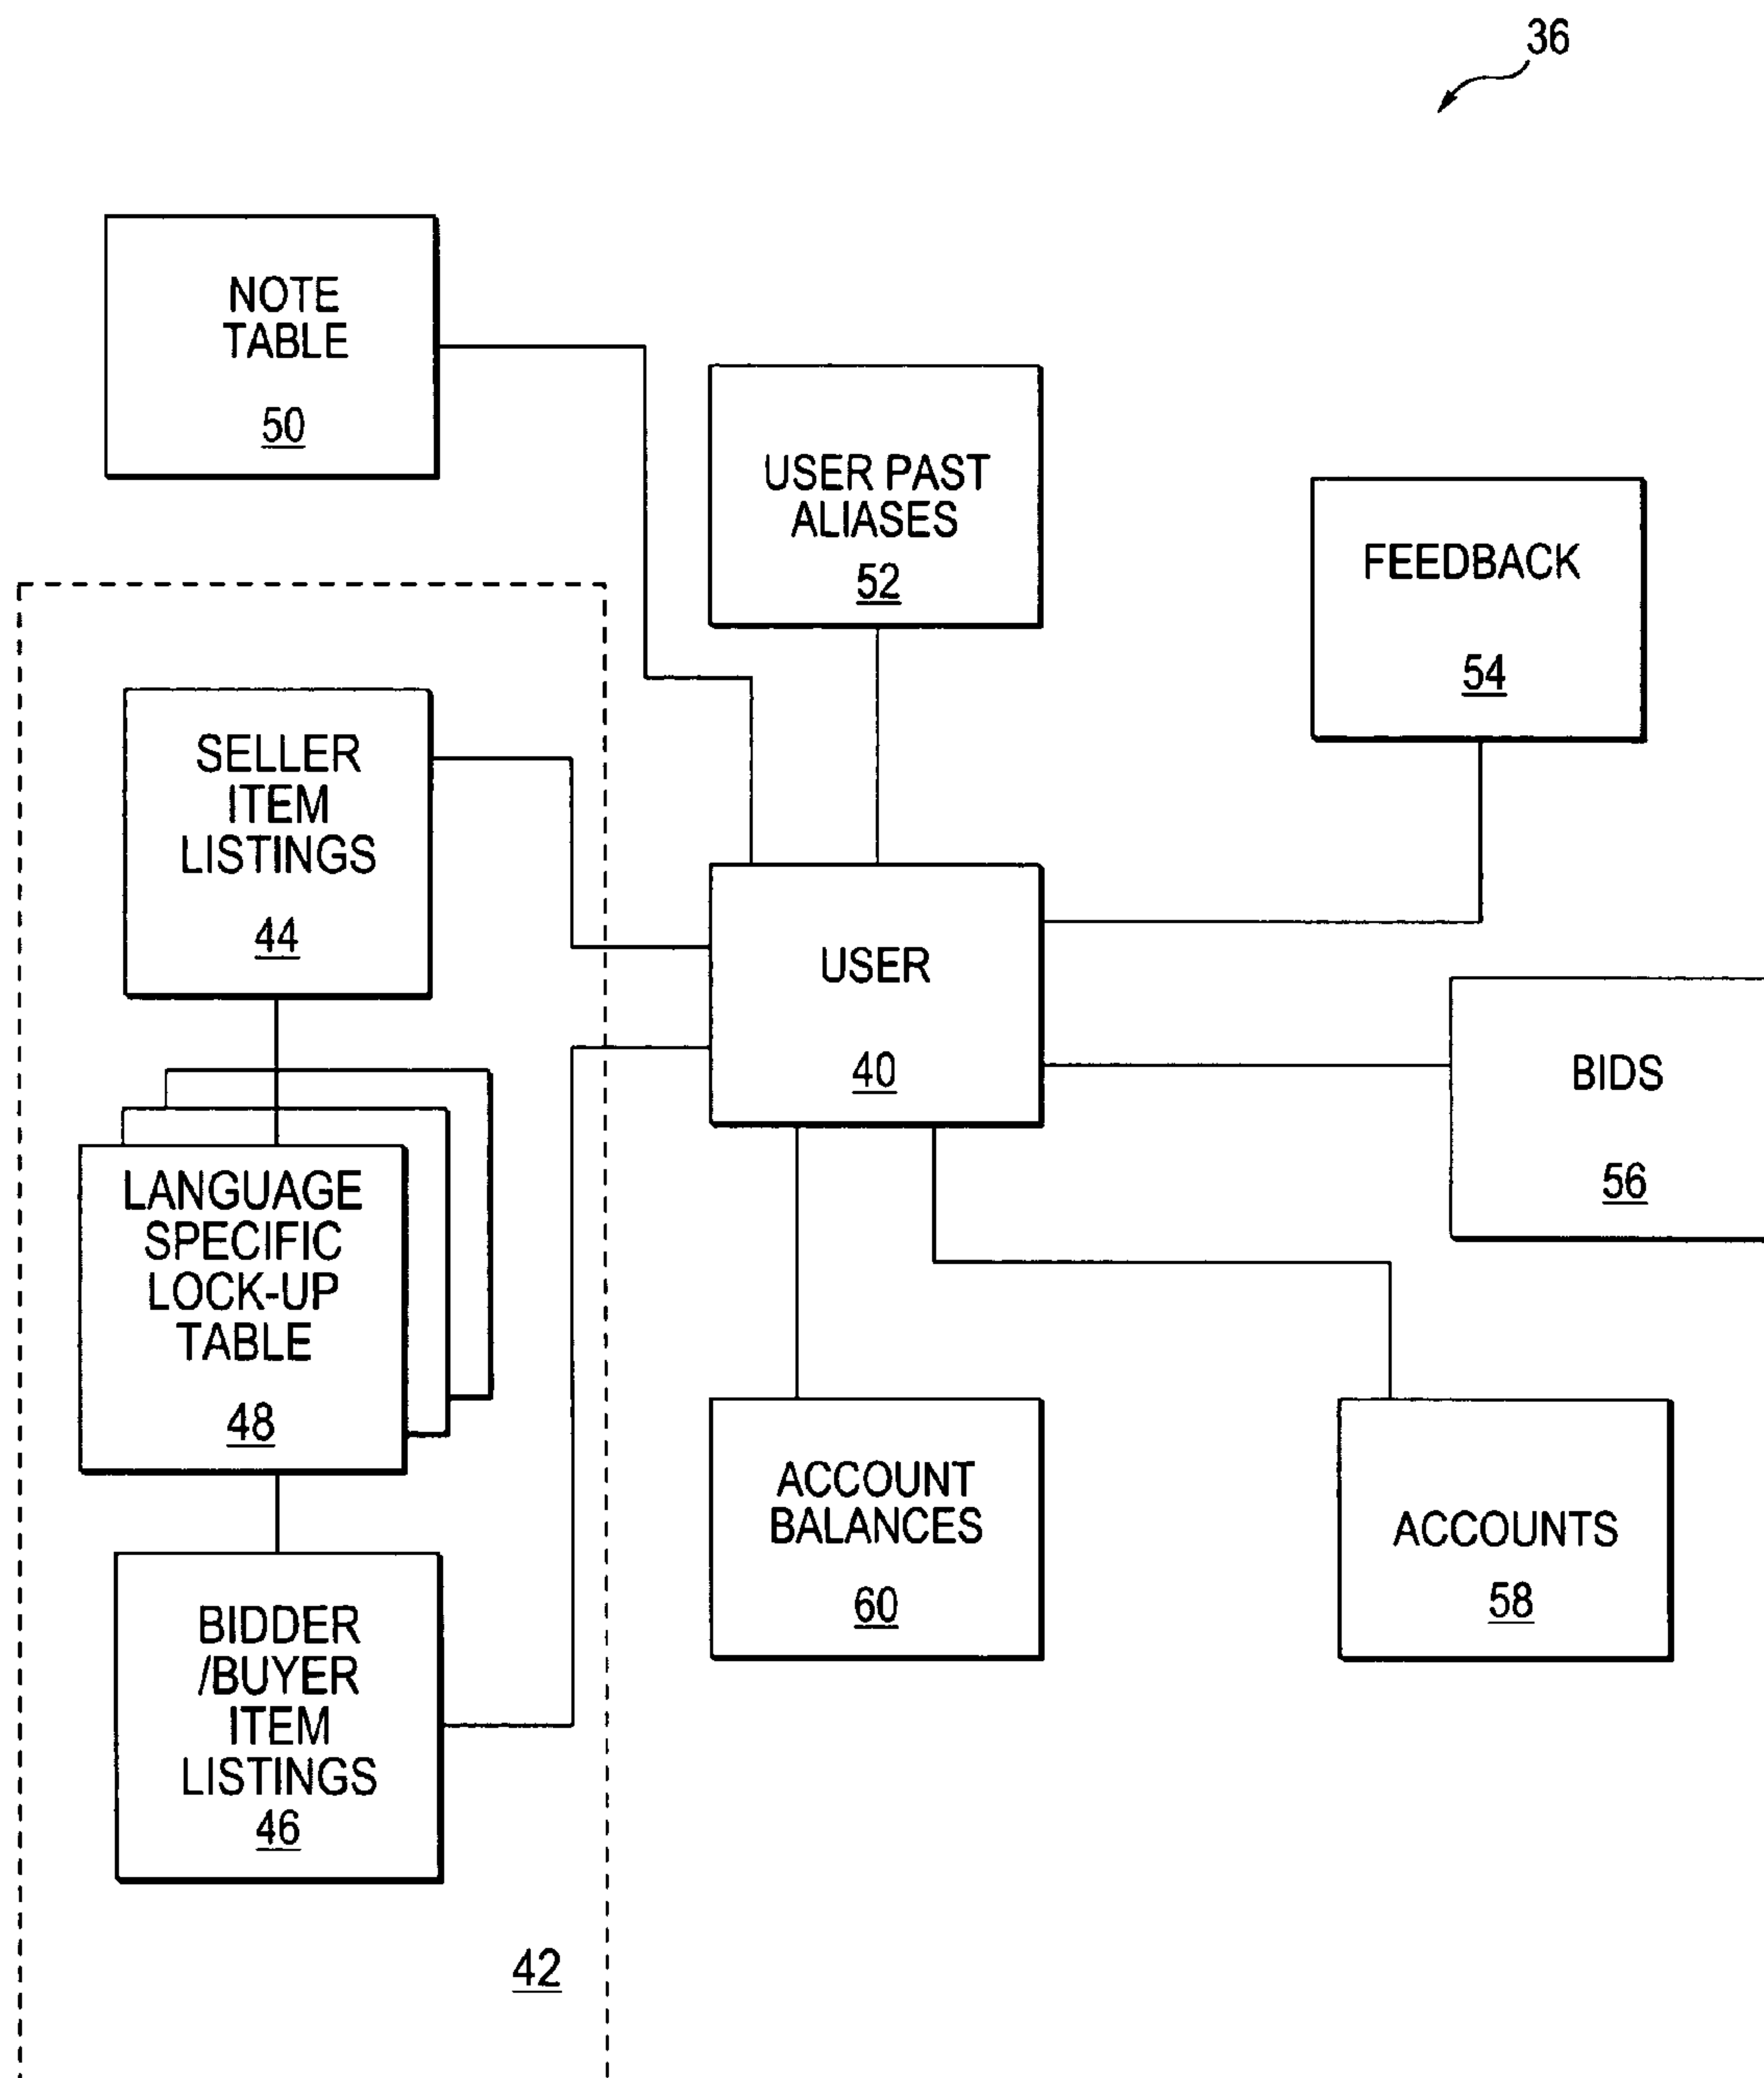 36
NOTE
TABLE
50
USER PAST
ALIASES
52
FEEDBACK
54
SELLER
ITEM
LISTINGS
44
USER
40
BIDS
56
LANGUAGE
SPECIFIC
LOCK-UP
TABLE
48
ACCOUNT
BALANCES
60
ACCOUNTS
58
BIDDER
/BUYER
ITEM
LISTINGS
46
42